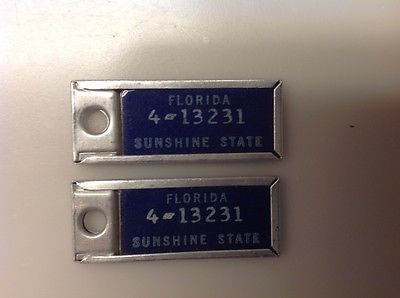 FLORIDA
4-13231
SUNSHINE STATE
FLORIDA
4-13231
SUNSHINE STATE